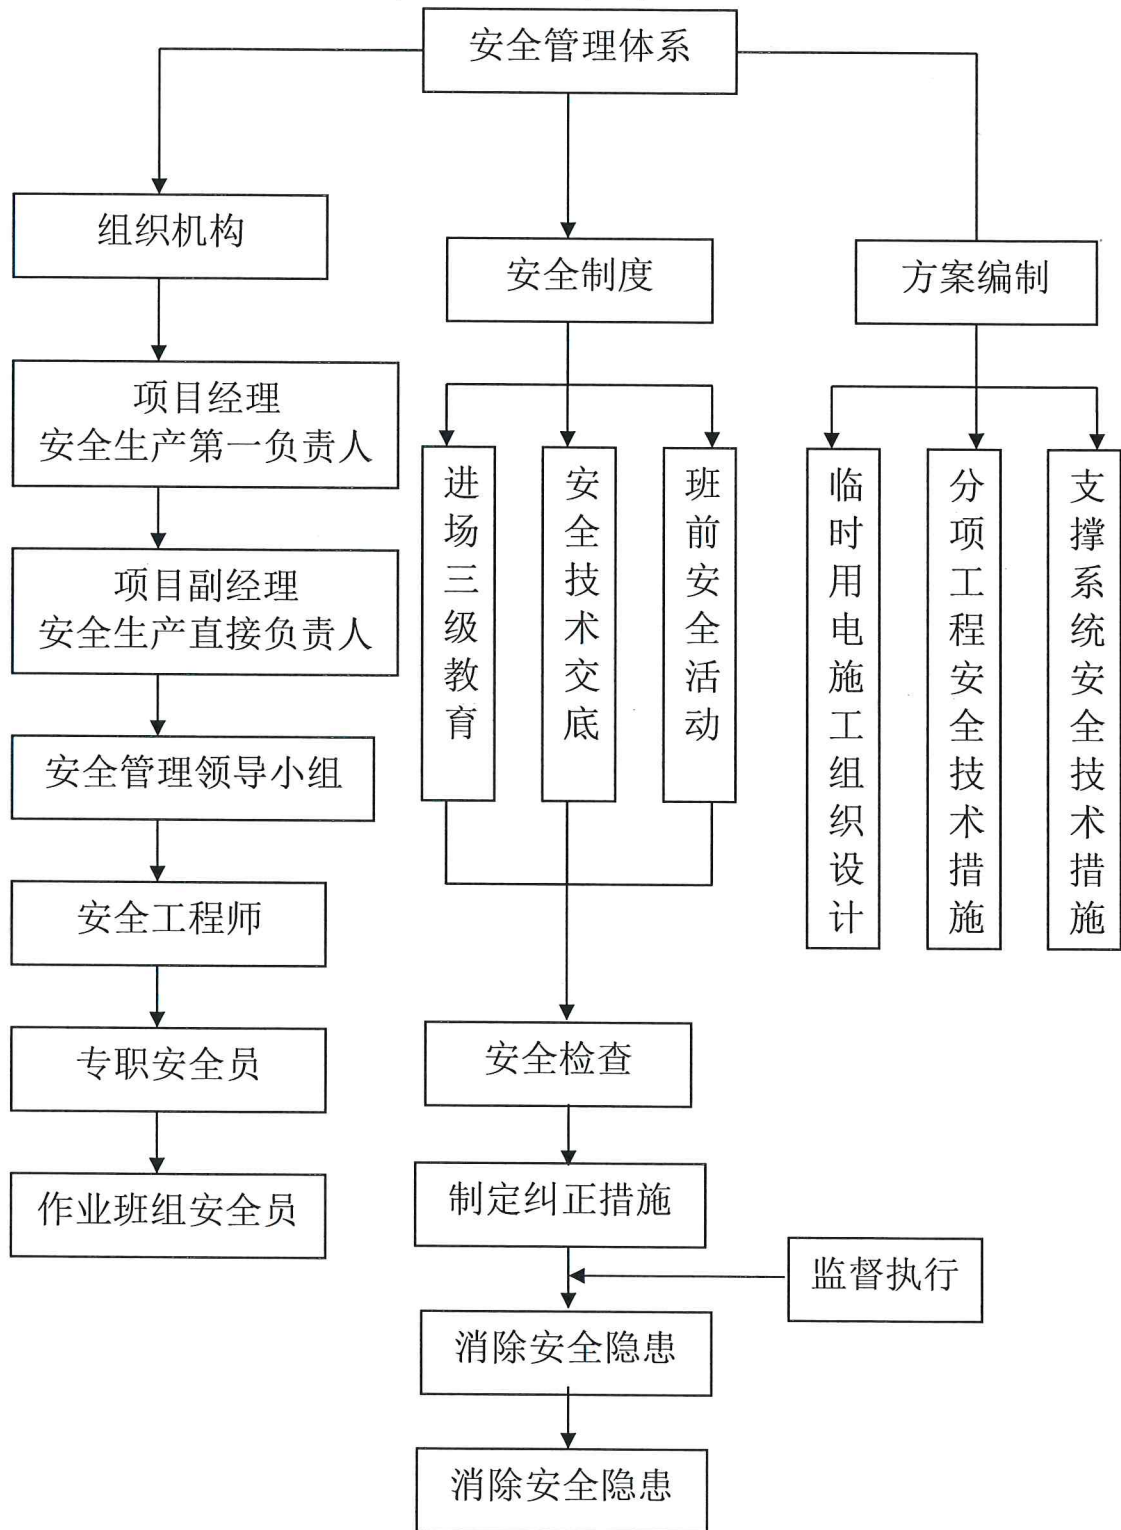 安全管理体系
组织机构
安全制度
方案编制
项目经理
安全生产第一负责人
项目副经理
安全生产直接负责人
安全管理领导小组
安全工程师
专职安全员
作业班组安全员
进场三级教育
安全技术交底
班前安全活动
临时用电施工组织设计
分项工程安全技术措施
支撑系统安全技术措施
安全检查
制定纠正措施
监督执行
消除安全隐患
消除安全隐患